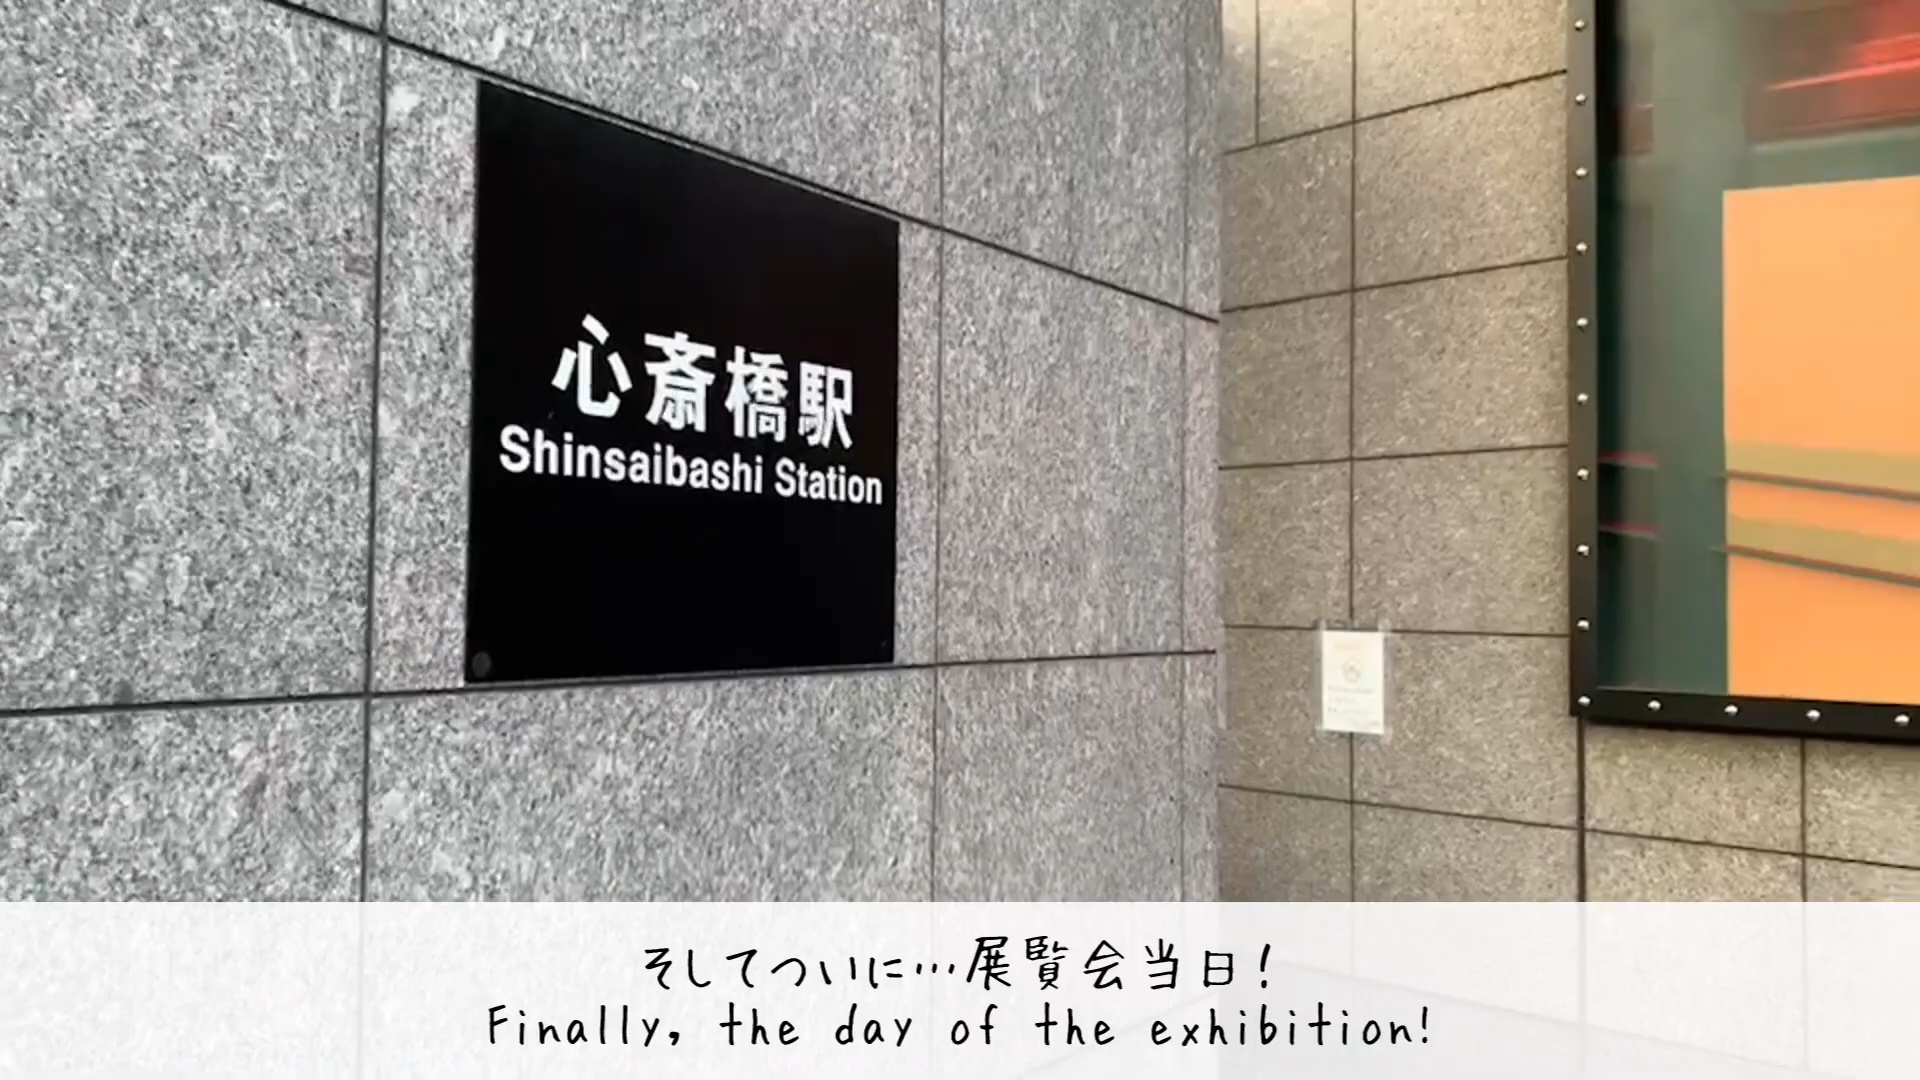 心斎橋駅
Shinsaibashi Station
そしてついに…展覧会当日！
Finally, the day of the exhibition!